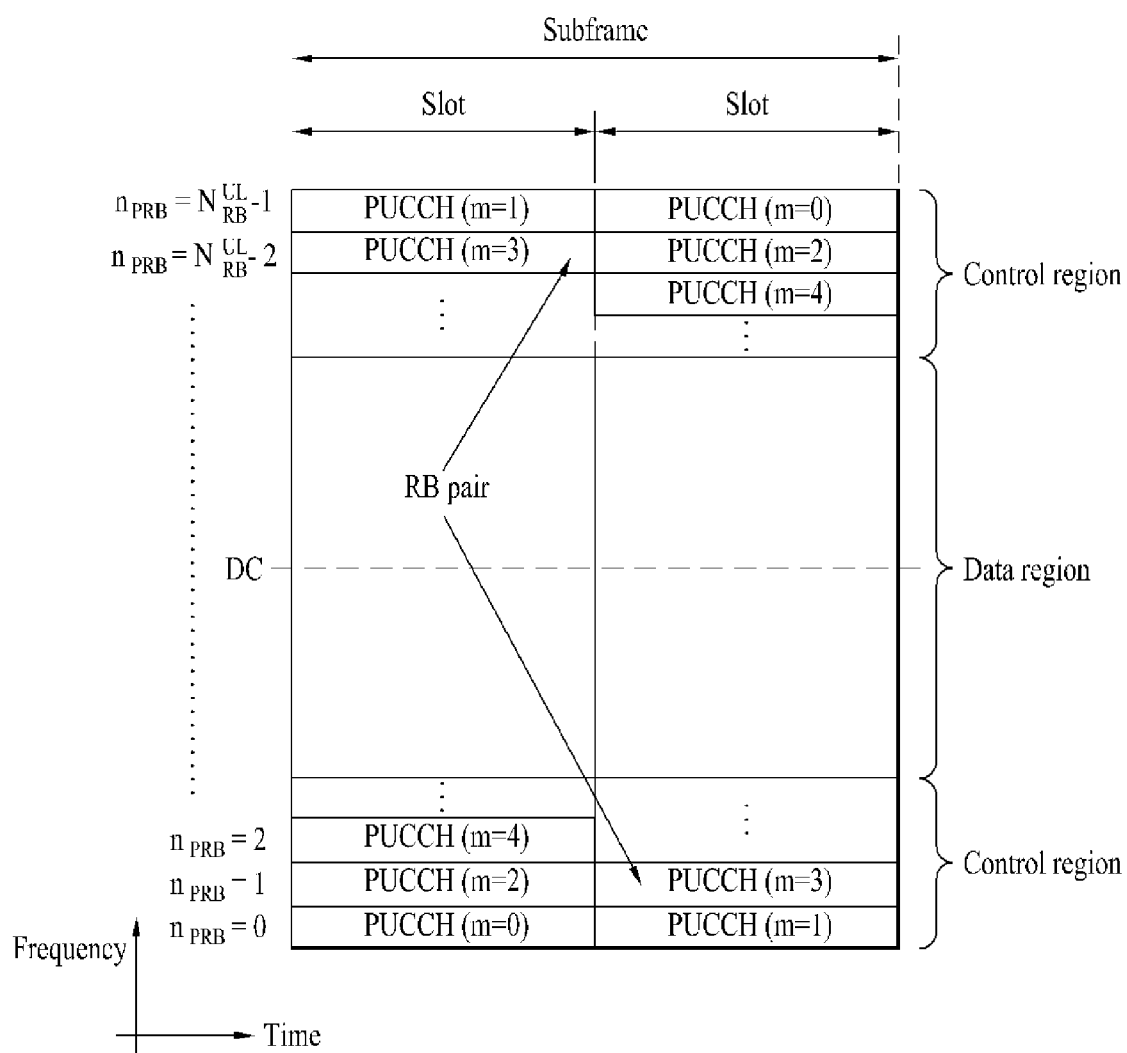 Subframe
Slot Slot
n PRB = N UL RB -1 PUCCH (m=1) PUCCH (m=0)
n PRB = N UL RB - 2 PUCCH (m=3) PUCCH (m=2)
PUCCH (m=4)
Control region
RB pair
DC
Data region
n PRB = 2 PUCCH (m=4)
n PRB = 1 PUCCH (m=2) PUCCH (m=3)
Control region
n PRB = 0 PUCCH (m=0) PUCCH (m=1)
Frequency
Time